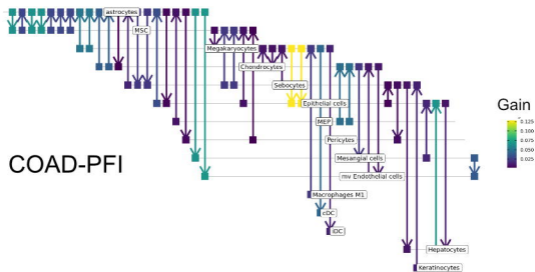 astrocytes
MSC
Megakaryocytes
Chondrocytes
Sebocytes
Epithelial cells
MEP
Pericytes
Mesangial cells
mv Endothelial cells
Macrophages M1
cDC
iDC
Hepatocytes
Keratinocytes
COAD-PFI
Gain
0.125
0.100
0.075
0.050
0.025